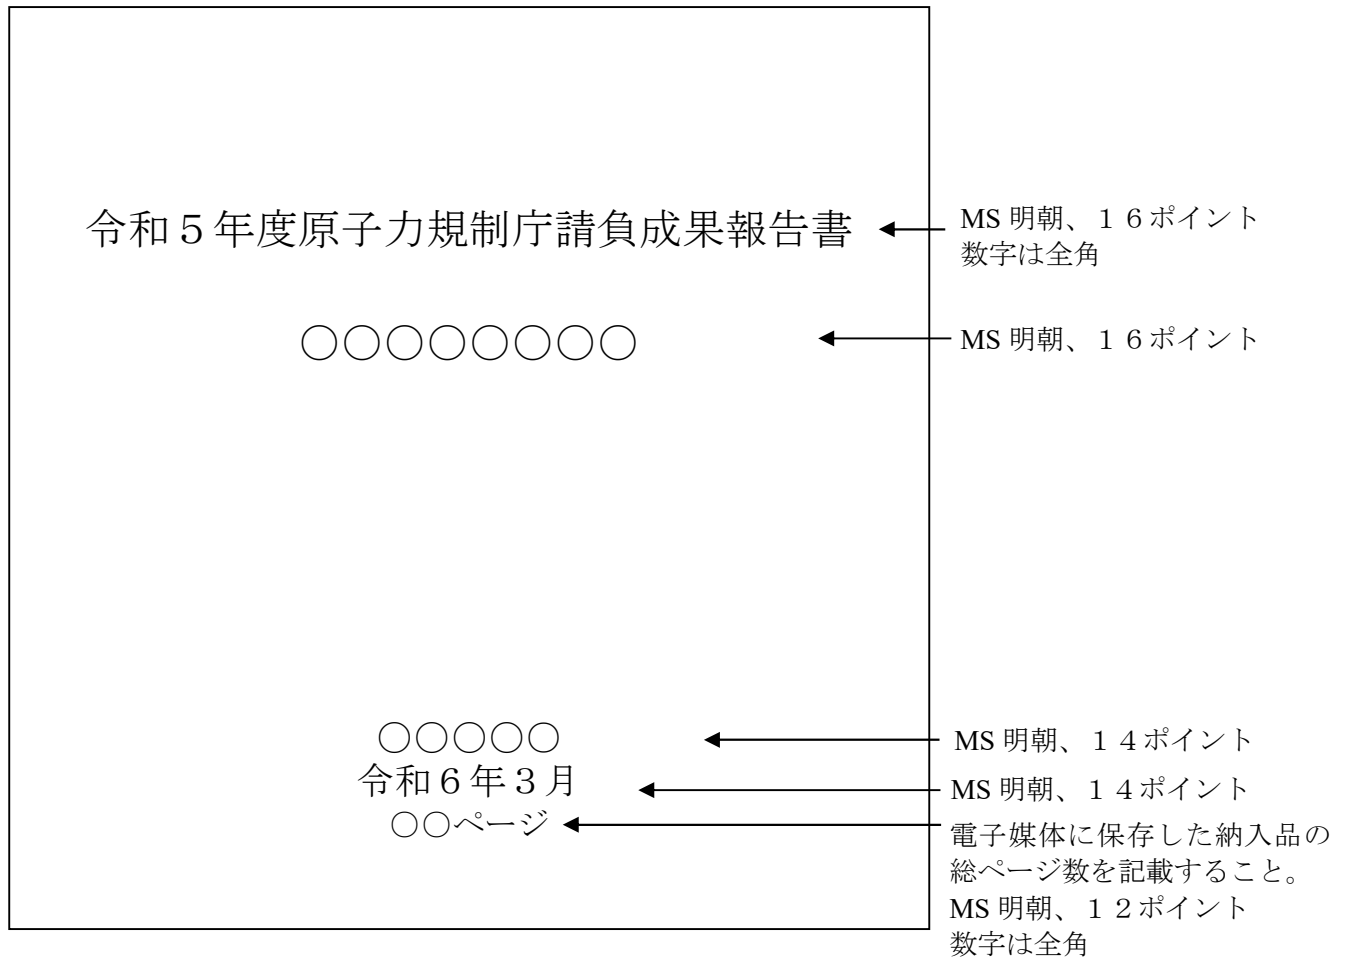 令和５年度原子力規制庁請負成果報告書
MS 明朝、１６ポイント
数字は全角
○○○○○○○○
MS 明朝、１６ポイント
○○○○○
MS 明朝、１４ポイント
令和６年３月
MS 明朝、１４ポイント
○○ページ
電子媒体に保存した納入品の
総ページ数を記載すること。
MS 明朝、１２ポイント
数字は全角